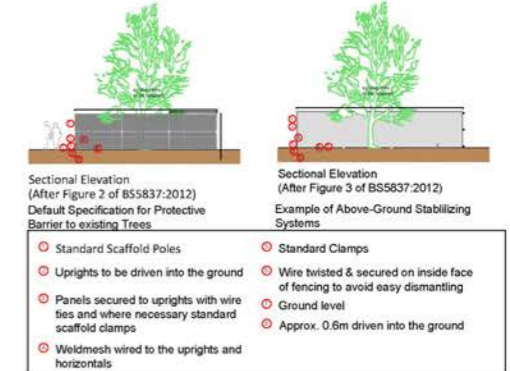 Sectional Elevation
(After Figure 2 of BS5837:2012)
Default Specification for Protective
Barrier to existing Trees
Sectional Elevation
(After Figure 3 of BS5837:2012)
Example of Above-Ground Stablilizing
Systems
Standard Scaffold Poles
Uprights to be driven into the ground
Panels secured to uprights with wire
ties and where necessary standard
scaffold clamps
Weldmesh wired to the uprights and
horizontals
Standard Clamps
Wire twisted & secured on inside face
of fencing to avoid easy dismantling
Ground level
Approx. 0.6m driven into the ground